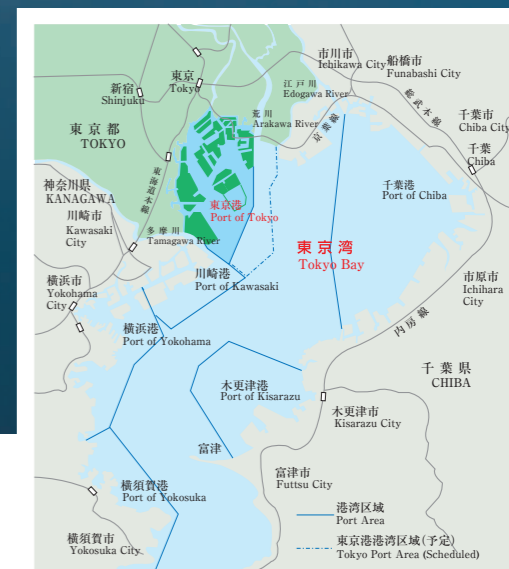 市川市
Ichikawa City
船橋市
Funabashi City
東京
Tokyo
新宿
Shinjuku
江戸川
Edogawa River
荒川
Arakawa River
京葉線
総武本線
千葉市
Chiba City
千葉
Chiba
東京都
TOKYO
東海道本線
神奈川県
KANAGAWA
川崎市
Kawasaki
City
千葉港
Port of Chiba
東京港
Port of Tokyo
多摩川
Tamagawa River
東京湾
Tokyo Bay
川崎港
Port of Kawasaki
横浜市
Yokohama
City
市原市
Ichihara
City
内房線
横浜港
Port of Yokohama
千葉県
CHIBA
木更津港
Port of Kisarazu
木更津市
Kisarazu City
富津
富津市
Futtsu City
横須賀港
Port of Yokosuka
横須賀市
Yokosuka City
港湾区域
Port Area
東京港港湾区域(予定)
Tokyo Port Area (Scheduled)